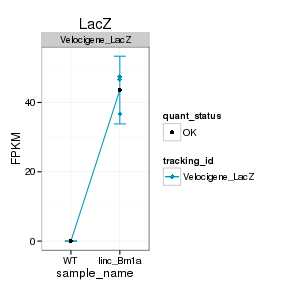 LacZ
Velocigene_LacZ
FPKM
40
20
0
WT
linc_Brn1a
sample_name
quant_status
OK
tracking_id
Velocigene_LacZ